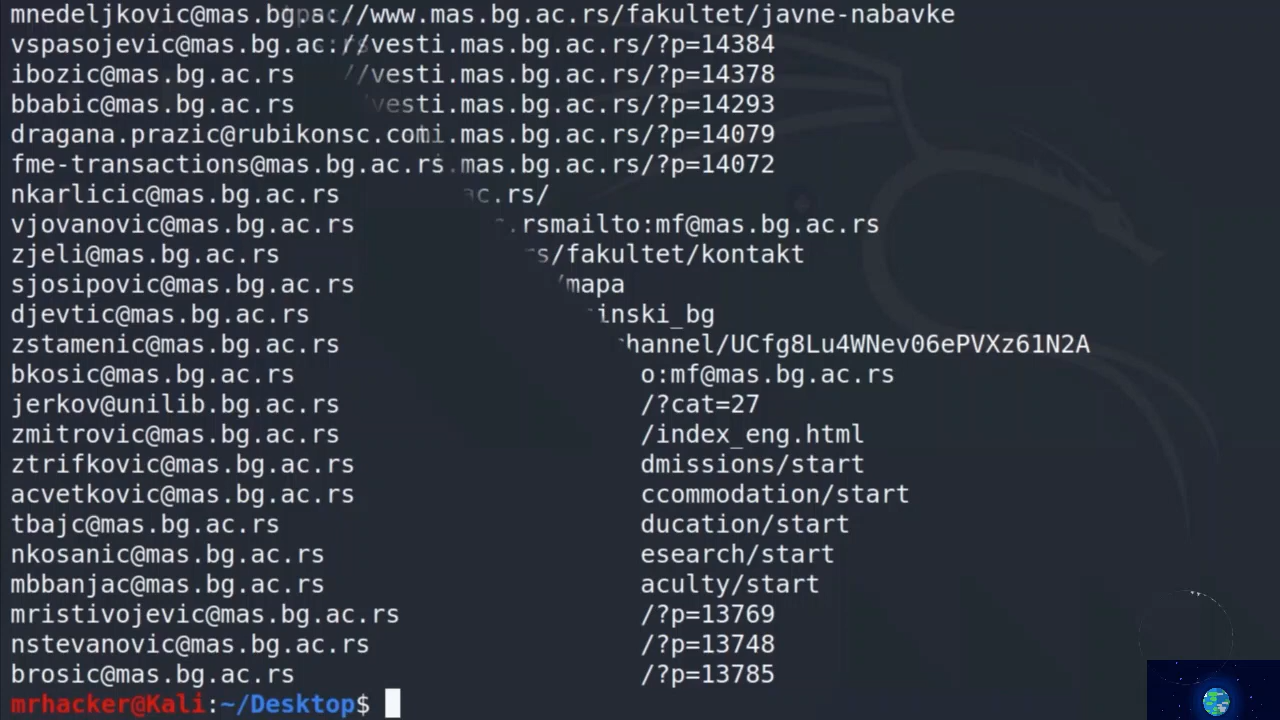 mnedeljkovic@mas.bg.ac://www.mas.bg.ac.rs/fakultet/javne-nabavke
vspasojevic@mas.bg.ac.rs //vesti.mas.bg.ac.rs/?p=14384
ibozic@mas.bg.ac.rs //vesti.mas.bg.ac.rs/?p=14378
bbabic@mas.bg.ac.rs /vesti.mas.bg.ac.rs/?p=14293
dragana.prazic@rubikonsc.com i.mas.bg.ac.rs/?p=14079
fme-transactions@mas.bg.ac.rs .mas.bg.ac.rs/?p=14072
nkarlicic@mas.bg.ac.rs ac.rs/
vjovanovic@mas.bg.ac.rs .rsmailto:mf@mas.bg.ac.rs
zjeli@mas.bg.ac.rs rs/fakultet/kontakt
sjosipovic@mas.bg.ac.rs /mapa
djevtic@mas.bg.ac.rs inski_bg
zstamenic@mas.bg.ac.rs hannel/UCfg8Lu4WNev06ePVXz61N2A
bkosic@mas.bg.ac.rs o:mf@mas.bg.ac.rs
jerkov@unilib.bg.ac.rs /?cat=27
zmitrovic@mas.bg.ac.rs /index_eng.html
ztrifkovic@mas.bg.ac.rs dmissions/start
acvetkovic@mas.bg.ac.rs ccommodation/start
tbajc@mas.bg.ac.rs ducation/start
nkosanic@mas.bg.ac.rs esearch/start
mbbanjac@mas.bg.ac.rs aculty/start
mristivojevic@mas.bg.ac.rs /?p=13769
nstevanovic@mas.bg.ac.rs /?p=13748
brosic@mas.bg.ac.rs /?p=13785
mrhacker@Kali:~/Desktop$